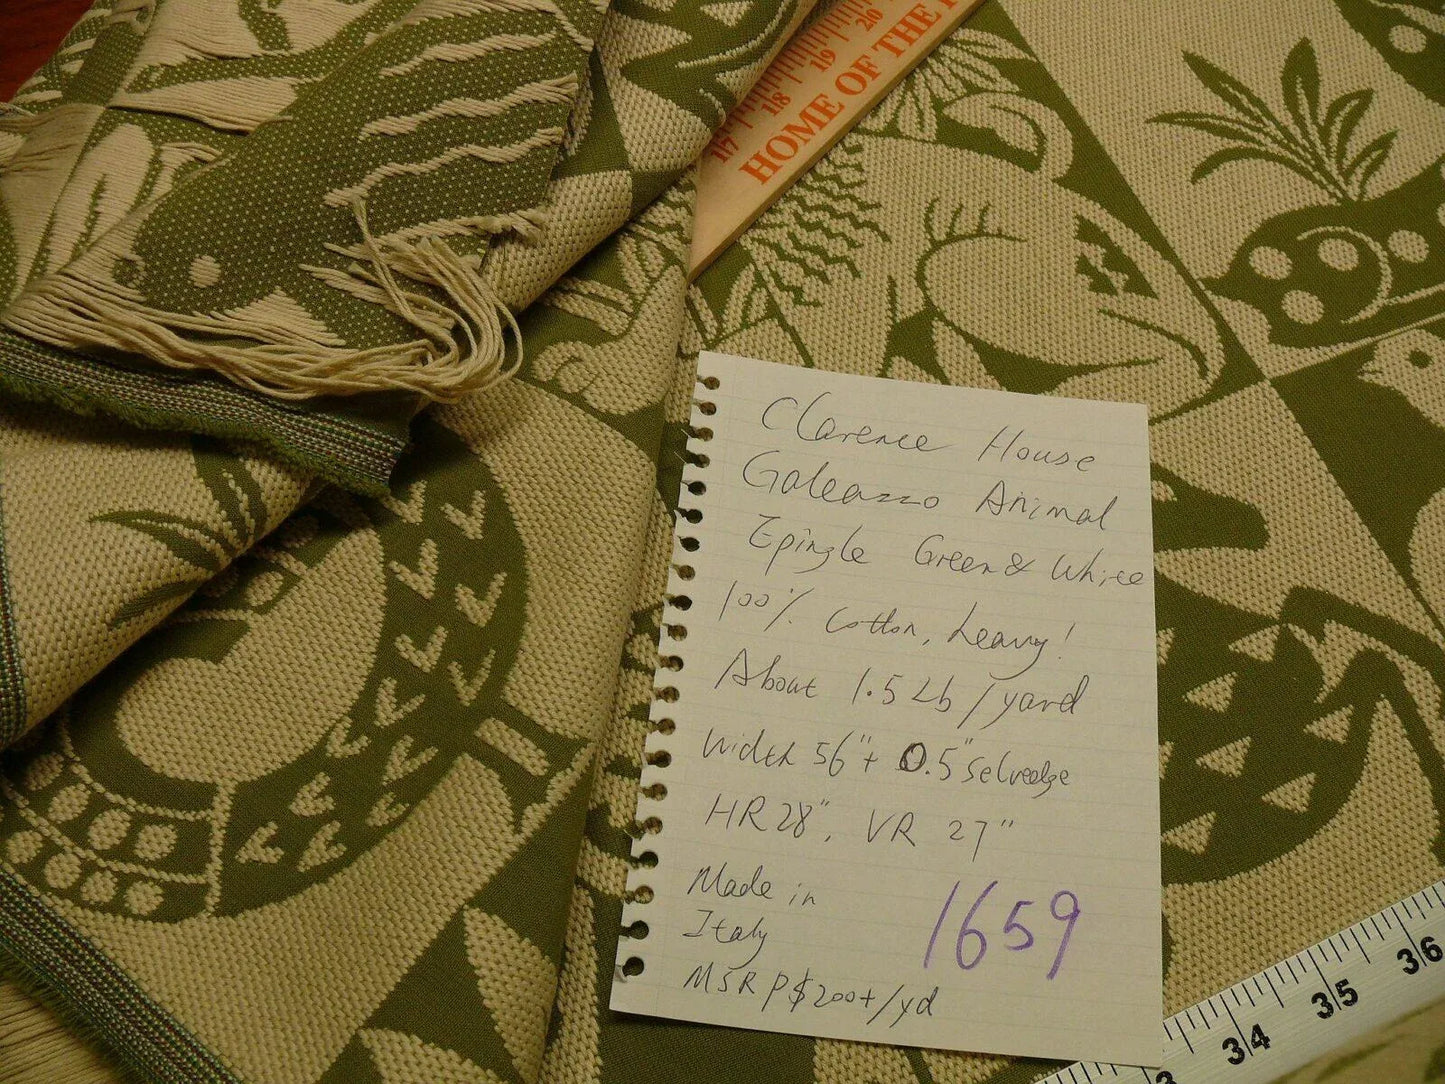 17 18 19 20
HOME OF THE
Clarence House
Galeazzo Animal
Epingle Green & White
100% cotton, heavy!
About 1.5 Lb/yard
Width 56" + 0.5" selvedge
HR 28", VR 27"
Made in
Italy
1659
MSRP $200+/yd
34 35 36